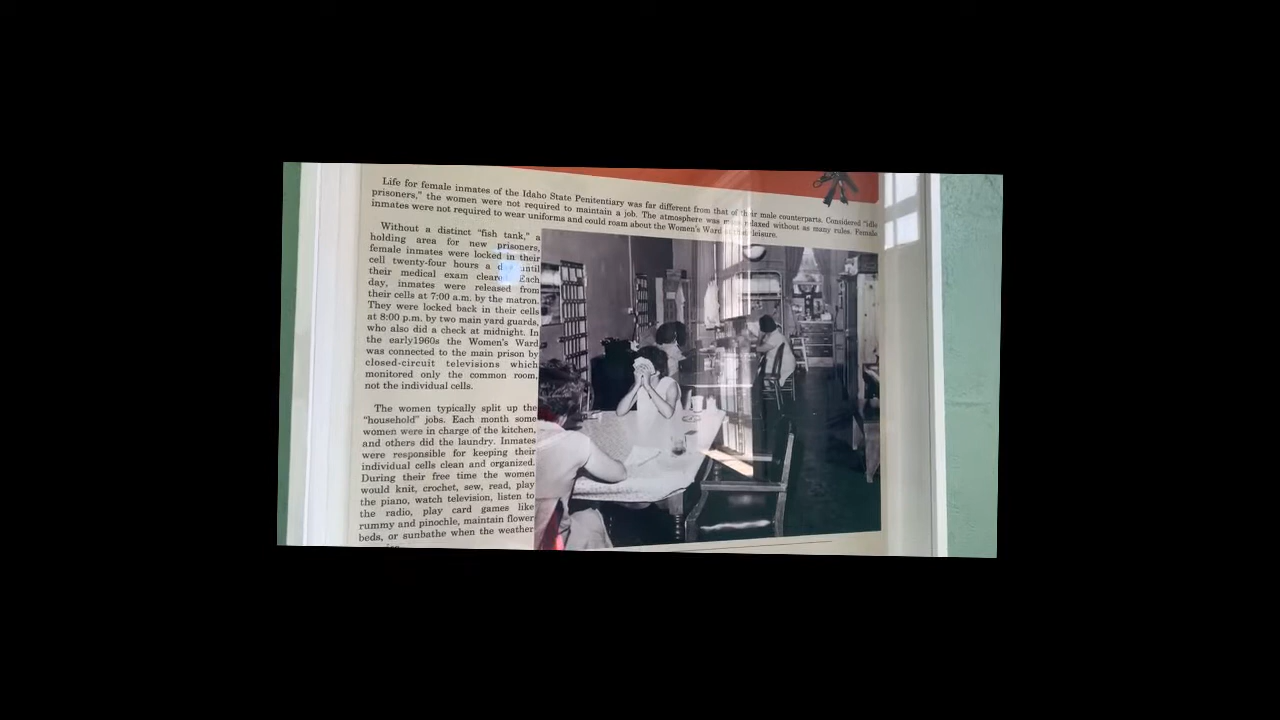 Life for female inmates of the Idaho State Penitentiary was far different from that of their male counterparts. Considered "idle
prisoners," the women were not required to maintain a job. The atmosphere was more relaxed without as many rules. Female
inmates were not required to wear uniforms and could roam about the Women's Ward leisure.
Without a distinct "fish tank," a
holding area for new prisoners,
female inmates were locked in their
cell twenty-four hours a day until
their medical exam cleared. Each
day, inmates were released from
their cells at 7:00 a.m. by the matron.
They were locked back in their cells
at 8:00 p.m. by two main yard guards,
who also did a check at midnight. In
the early1960s the Women's Ward
was connected to the main prison by
closed-circuit televisions which
monitored only the common room,
not the individual cells.
The women typically split up the
"household" jobs. Each month some
women were in charge of the kitchen,
and others did the laundry. Inmates
were responsible for keeping their
individual cells clean and organized.
During their free time the women
would knit, crochet, sew, read, play
the piano, watch television, listen to
the radio, play card games like
rummy and pinochle, maintain flower
beds, or sunbathe when the weather